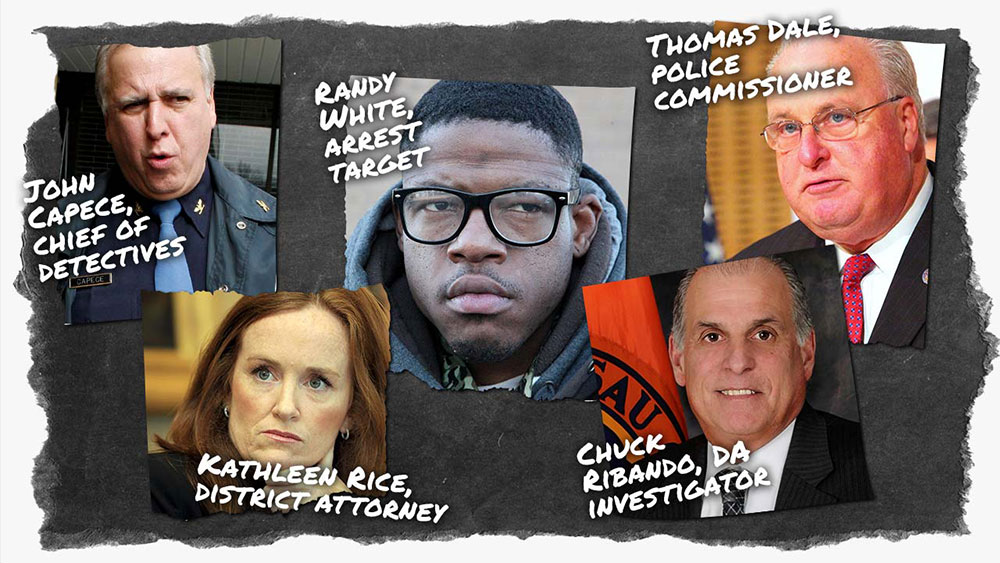 JOHN
CAPECE,
CHIEF OF
DETECTIVES
CAPECE
RANDY
WHITE,
ARREST
TARGET
THOMAS DALE,
POLICE
COMMISSIONER
KATHLEEN RICE,
DISTRICT ATTORNEY
SAU
CHUCK
RIBANDO, DA
INVESTIGATOR